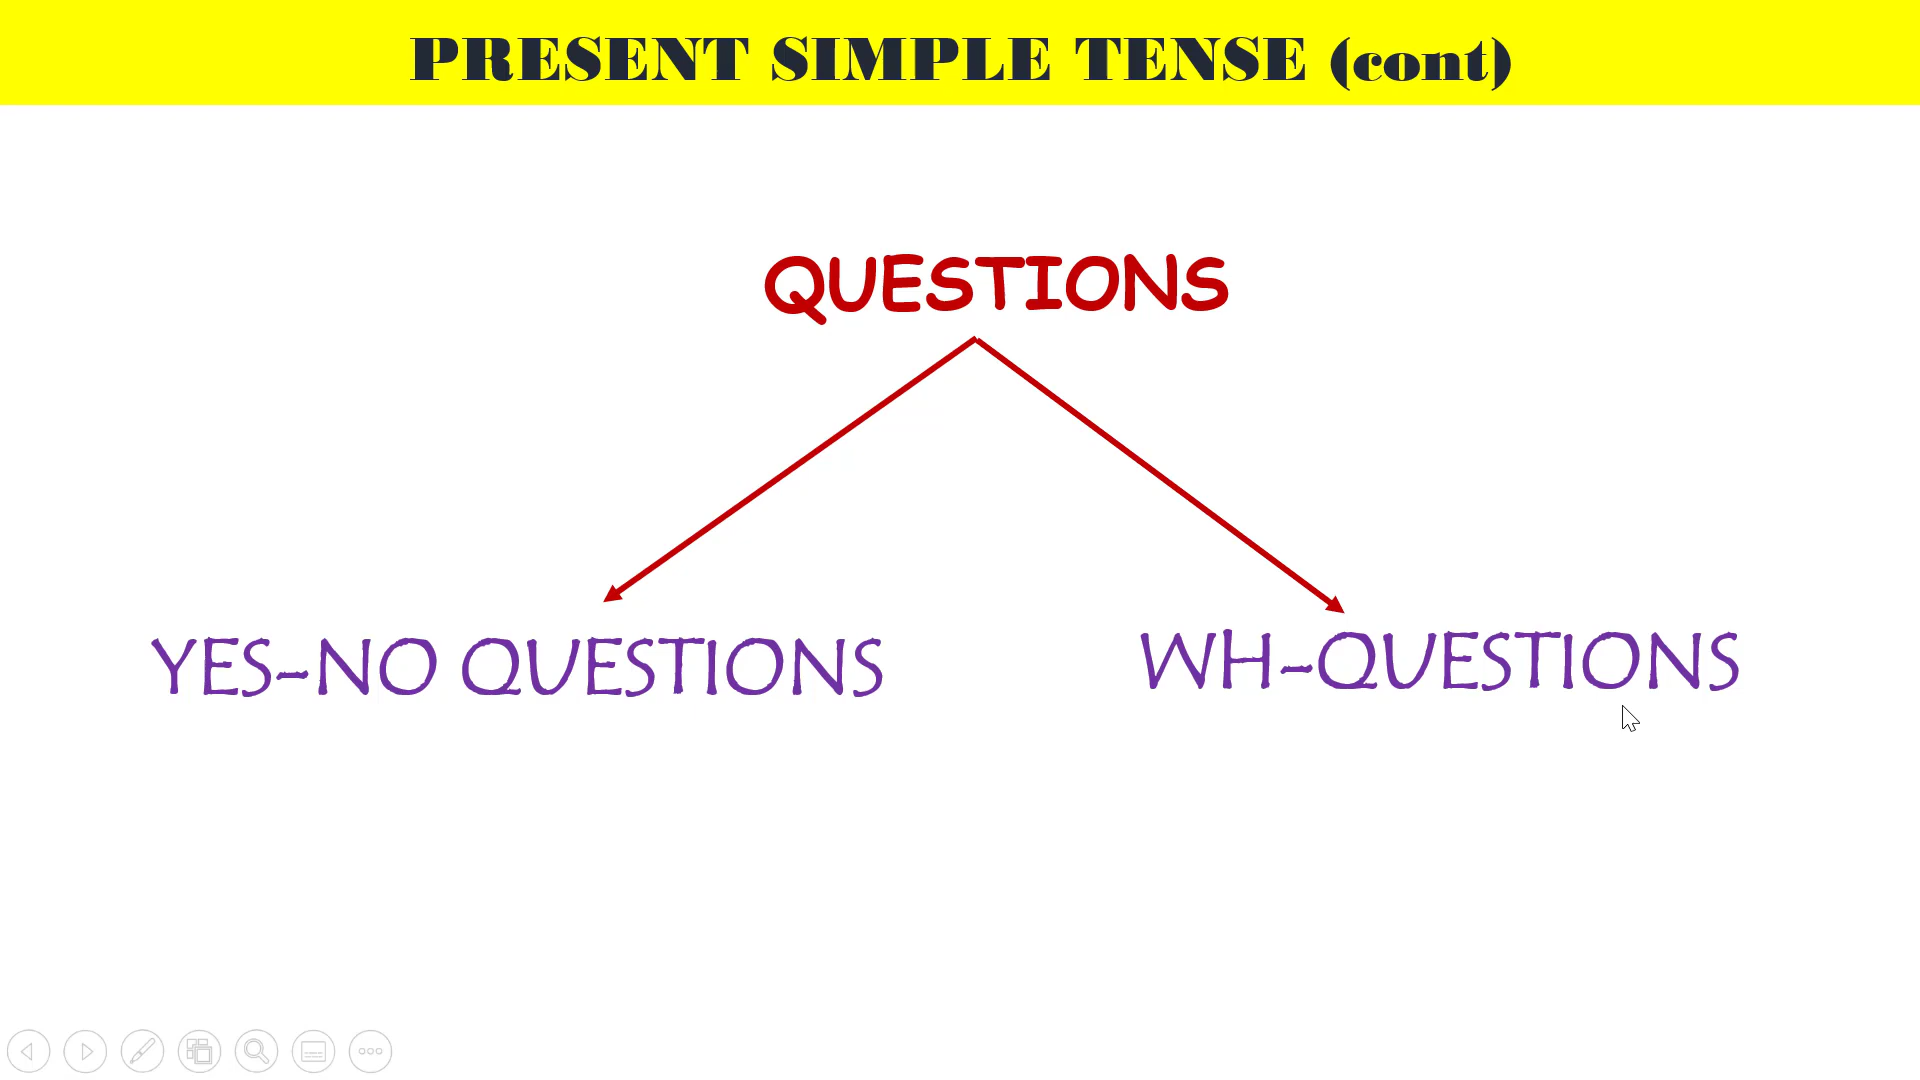 PRESENT SIMPLE TENSE (cont)
QUESTIONS
YES-NO QUESTIONS
WH-QUESTIONS